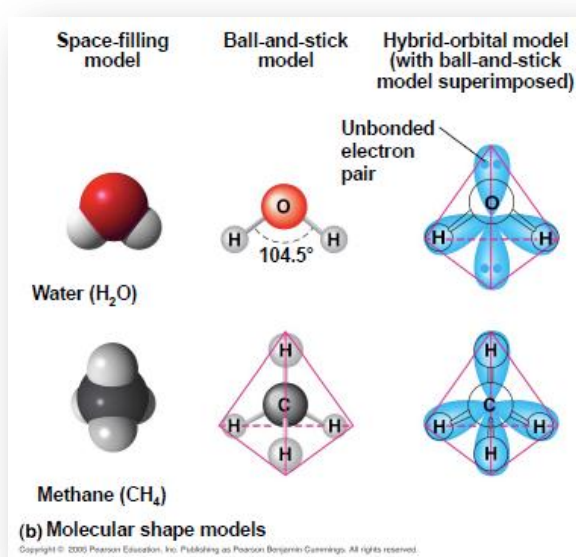 Space-filling
model
Ball-and-stick
model
Hybrid-orbital model
(with ball-and-stick
model superimposed)
Unbonded
electron
pair
O
H
H
104.5°
O
H
H
Water (H₂O)
H
C
H
H
H
H
C
H
H
H
Methane (CH₄)
(b) Molecular shape models
Copyright © 2005 Pearson Education, Inc. Publishing as Pearson Benjamin Cummings. All rights reserved.